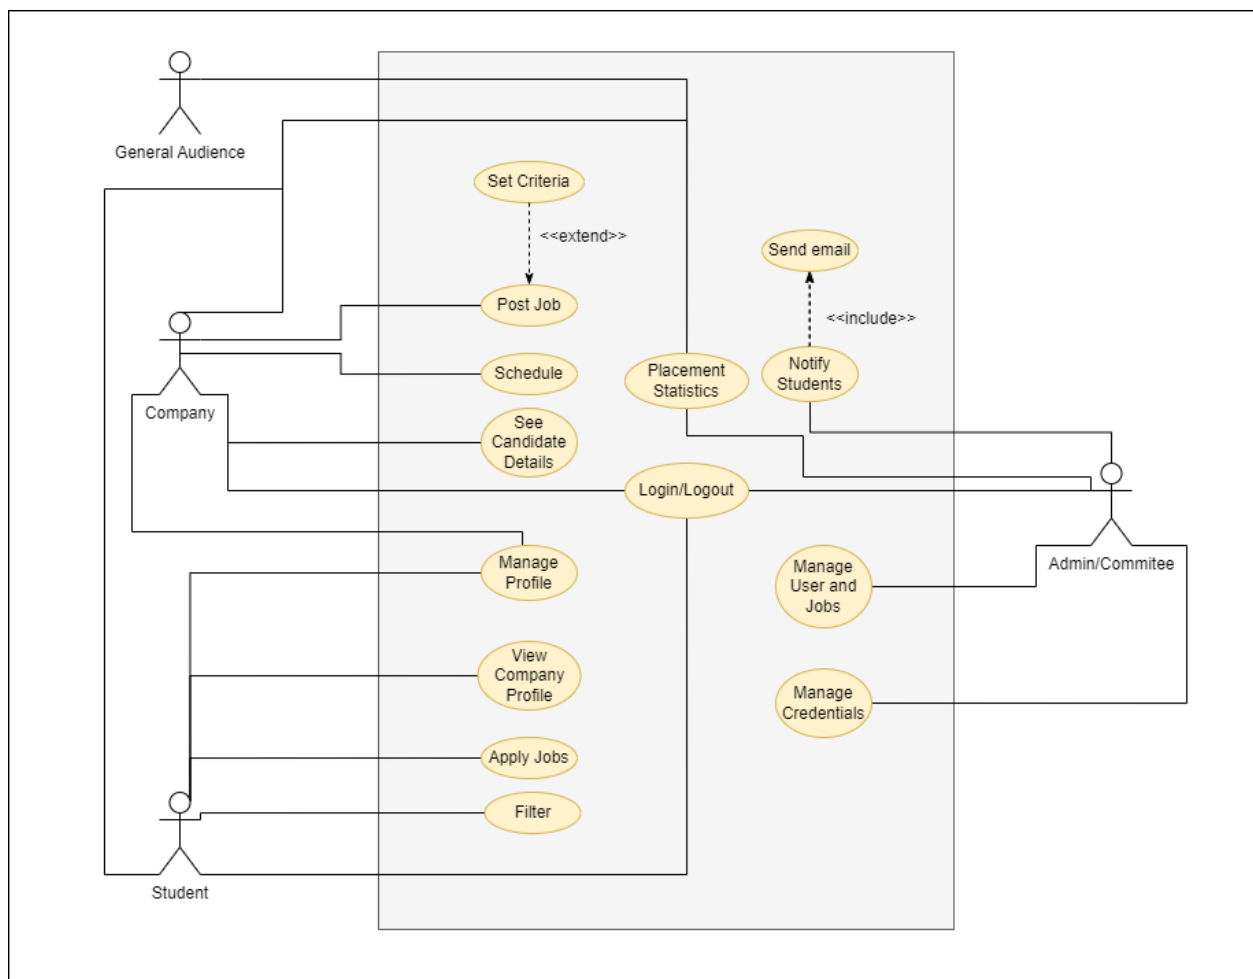 General Audience
Set Criteria
<<extend>>
Send email
Post Job
<<include>>
Schedule
Placement
Statistics
Notify
Students
Company
See
Candidate
Details
Login/Logout
Manage
Profile
Manage
User and
Jobs
Admin/Commitee
View
Company
Profile
Manage
Credentials
Apply Jobs
Filter
Student